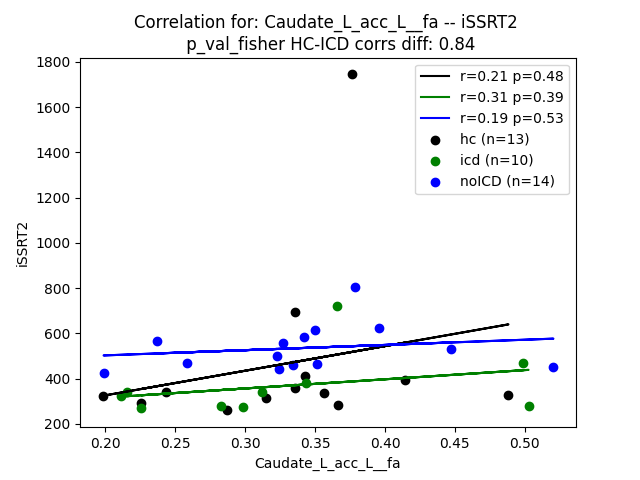 Correlation for: Caudate_L_acc_L__fa -- iSSRT2
p_val_fisher HC-ICD corrs diff: 0.84
r=0.21 p=0.48
r=0.31 p=0.39
r=0.19 p=0.53
hc (n=13)
icd (n=10)
noICD (n=14)
iSSRT2
1800
1600
1400
1200
1000
800
600
400
200
0.20 0.25 0.30 0.35 0.40 0.45 0.50
Caudate_L_acc_L__fa